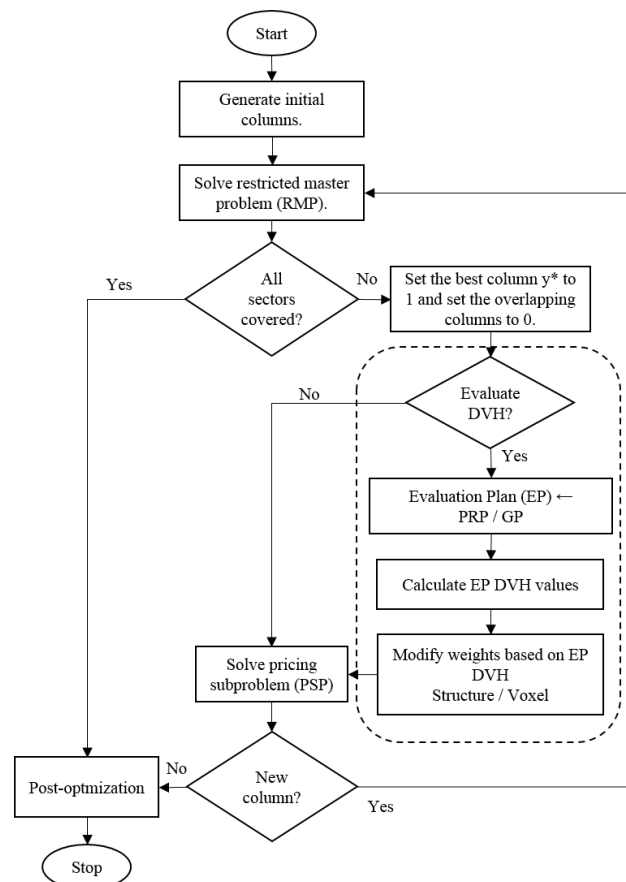 Start
Generate initial
columns.
Solve restricted master
problem (RMP).
All
sectors
covered?
Yes
No
Set the best column y* to
1 and set the overlapping
columns to 0.
Evaluate
DVH?
No
Yes
Evaluation Plan (EP) ←
PRP / GP
Calculate EP DVH values
Modify weights based on EP
DVH
Structure / Voxel
Solve pricing
subproblem (PSP)
New
column?
No
Yes
Post-optmization
Stop